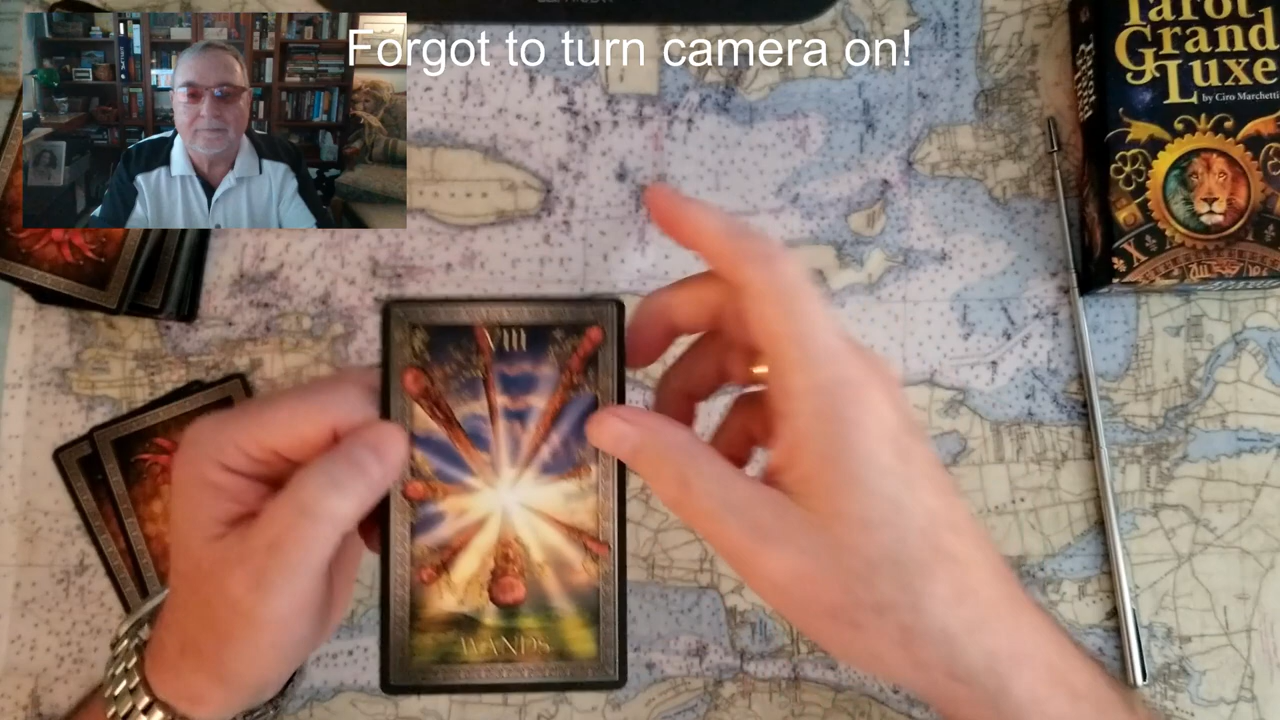 Forgot to turn camera on!
Tarot
Grand
Luxe
by Ciro Marchetti
VIII
WANDS